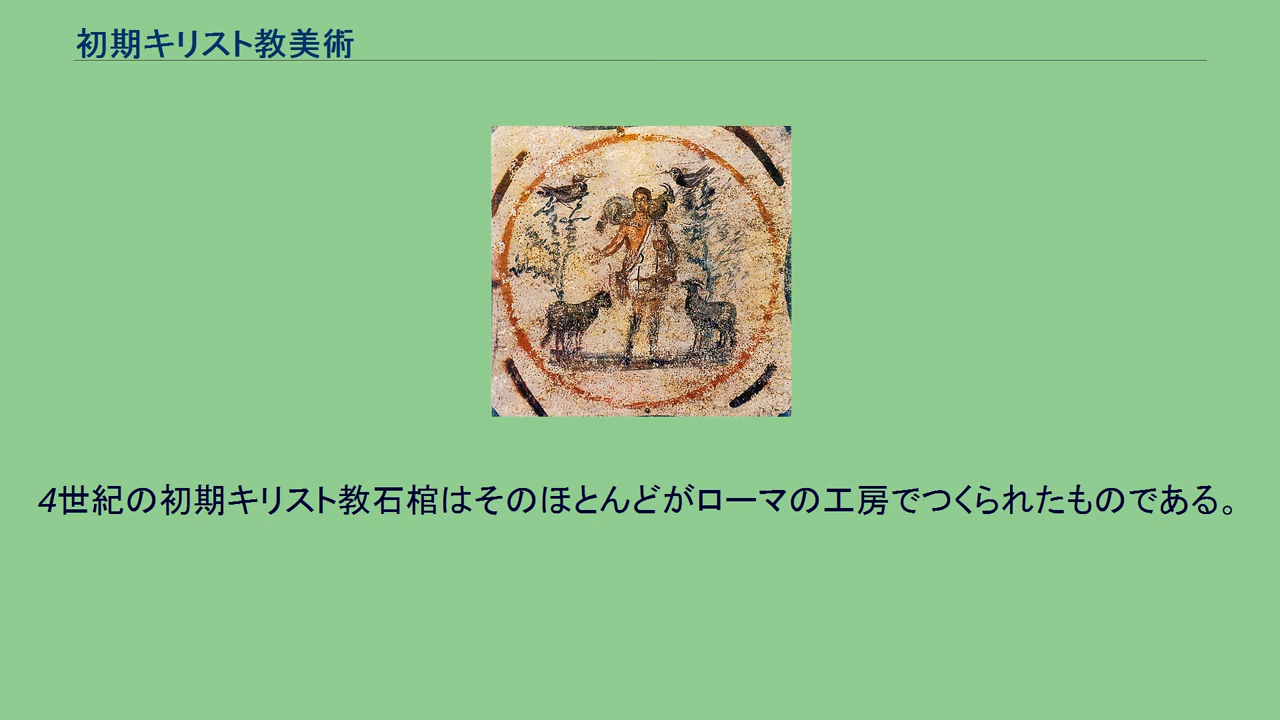 初期キリスト教美術
4世紀の初期キリスト教石棺はそのほとんどがローマの工房でつくられたものである。